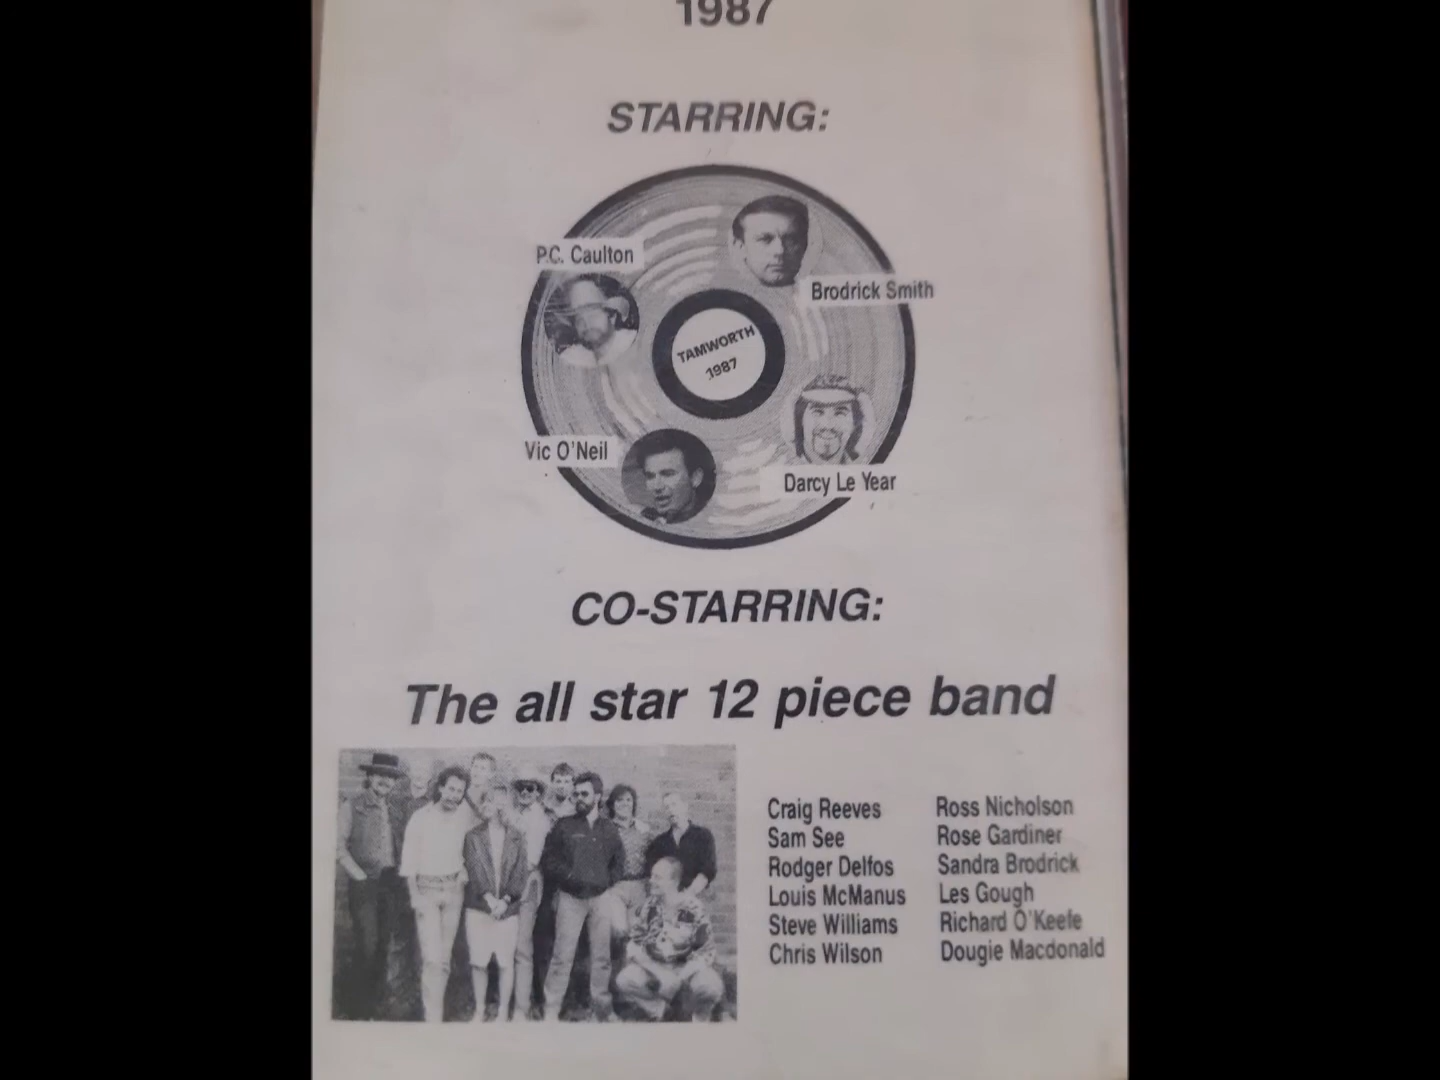 1987
STARRING:
P.C. Caulton
Brodrick Smith
TAMWORTH
1987
Vic O'Neil
Darcy Le Year
CO-STARRING:
The all star 12 piece band
Craig Reeves
Sam See
Rodger Delfos
Louis McManus
Steve Williams
Chris Wilson
Ross Nicholson
Rose Gardiner
Sandra Brodrick
Les Gough
Richard O'Keefe
Dougie Macdonald